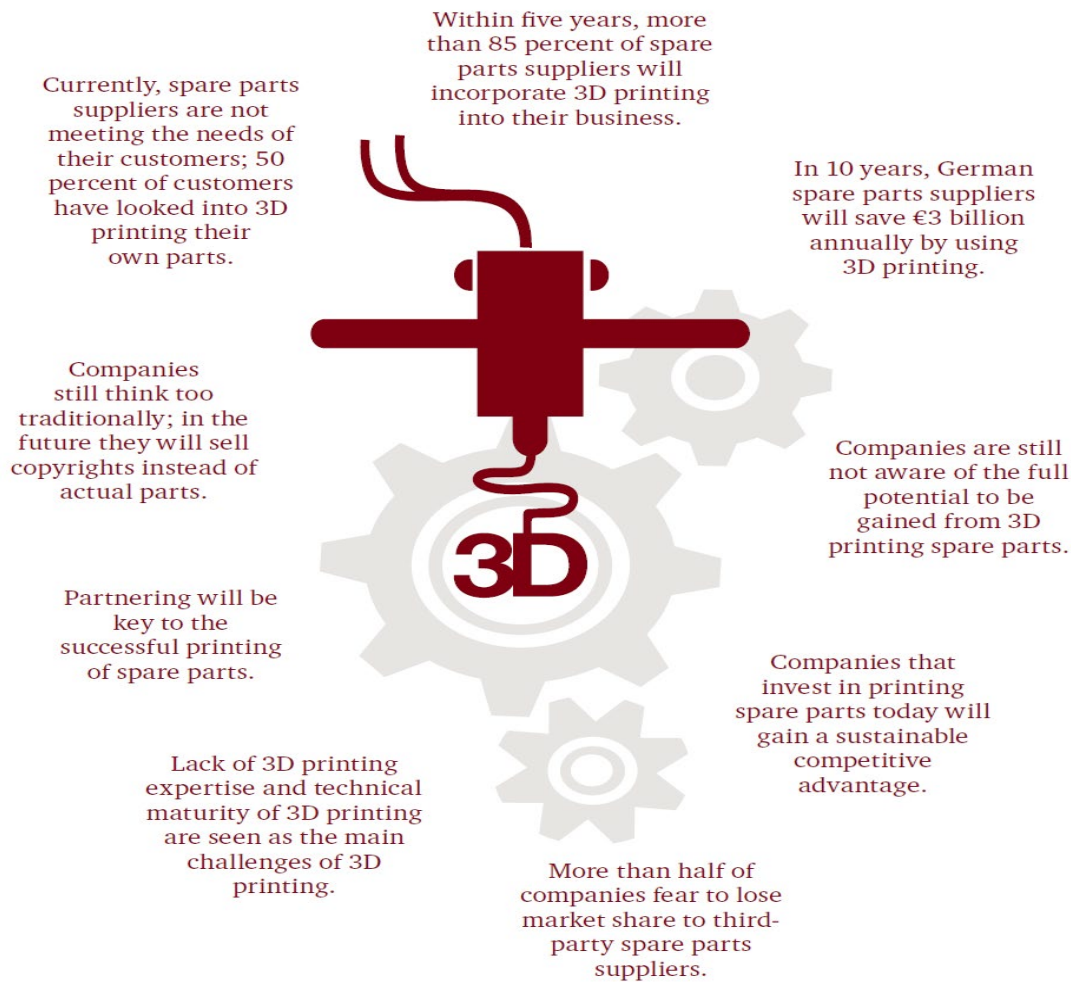 Within five years, more
than 85 percent of spare
parts suppliers will
incorporate 3D printing
into their business.
Currently, spare parts
suppliers are not
meeting the needs of
their customers; 50
percent of customers
have looked into 3D
printing their
own parts.
In 10 years, German
spare parts suppliers
will save €3 billion
annually by using
3D printing.
Companies
still think too
traditionally; in the
future they will sell
copyrights instead of
actual parts.
Companies are still
not aware of the full
potential to be
gained from 3D
printing spare parts.
3D
Partnering will be
key to the
successful printing
of spare parts.
Companies that
invest in printing
spare parts today will
gain a sustainable
competitive
advantage.
Lack of 3D printing
expertise and technical
maturity of 3D printing
are seen as the main
challenges of 3D
printing.
More than half of
companies fear to lose
market share to third-
party spare parts
suppliers.